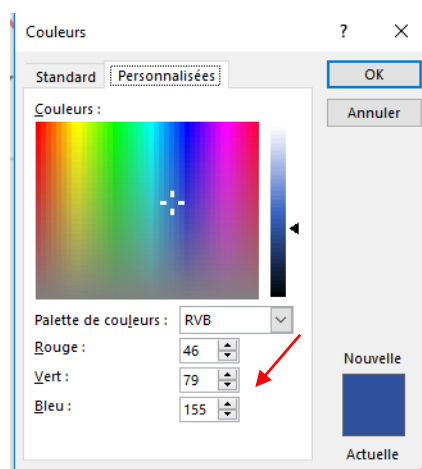 Couleurs ? ×
Standard Personnalisées OK
Couleurs : Annuler
Palette de couleurs : RVB
Rouge : 46
Vert : 79
Bleu : 155
Nouvelle
Actuelle